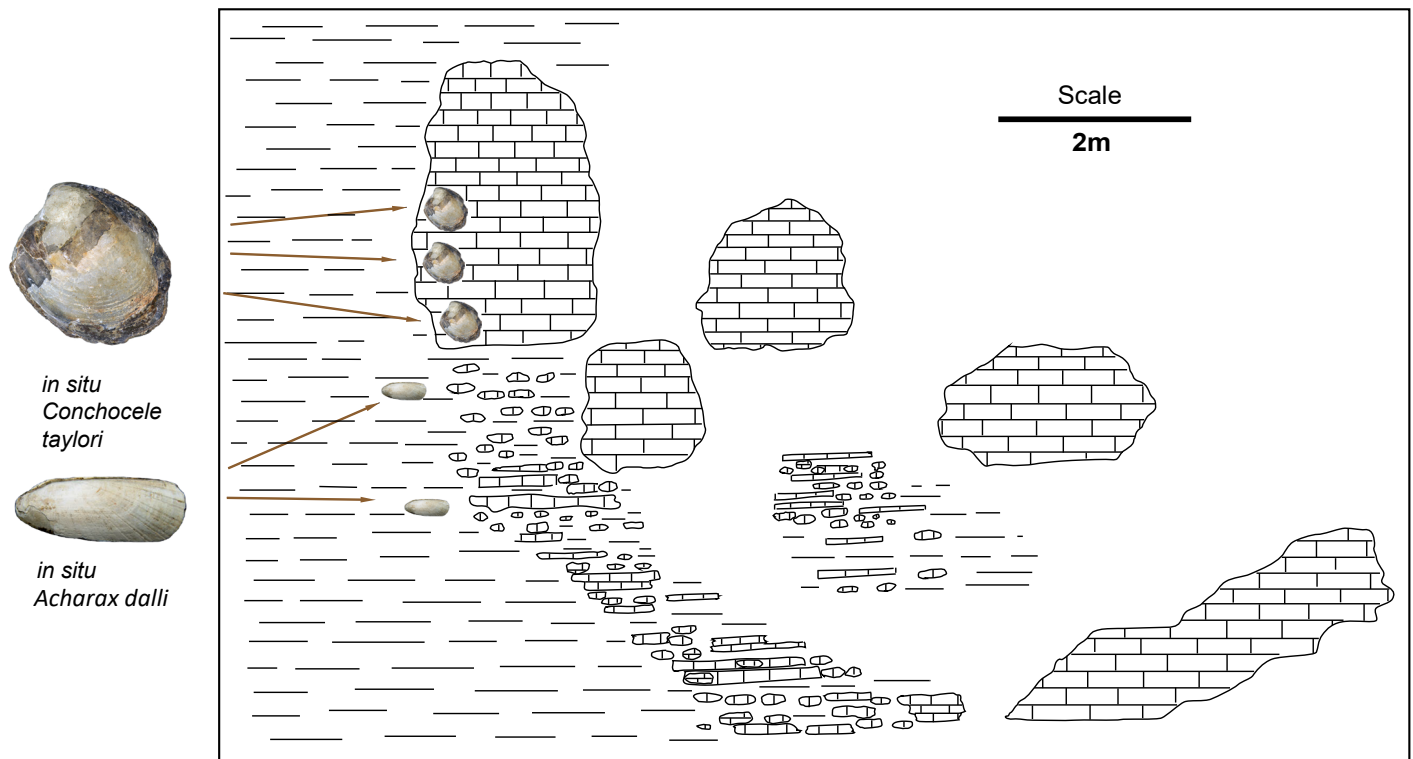 Scale
2m
in situ
Conchocele
taylori
in situ
Acharax dalli